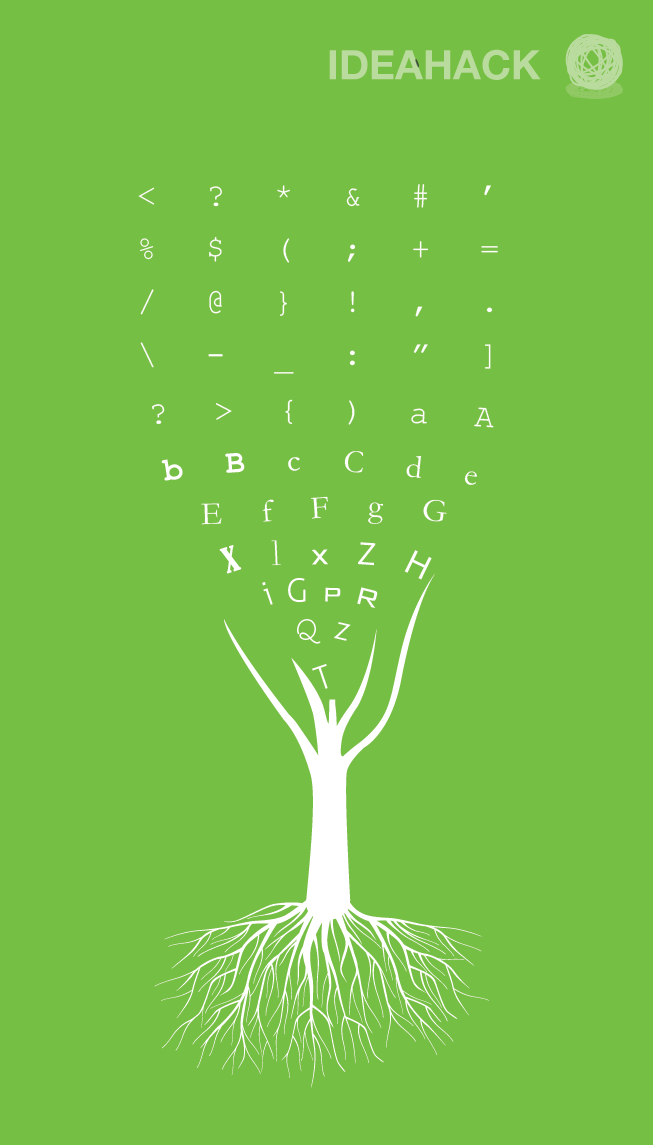 IDEAHACK
< ? * & # '
% $ ( ; + =
/ @ } ! , .
\ - _ : " ]
? > { ) a A
b B c C d e
E f F g G
X l x Z H
i G P R
Q z
T